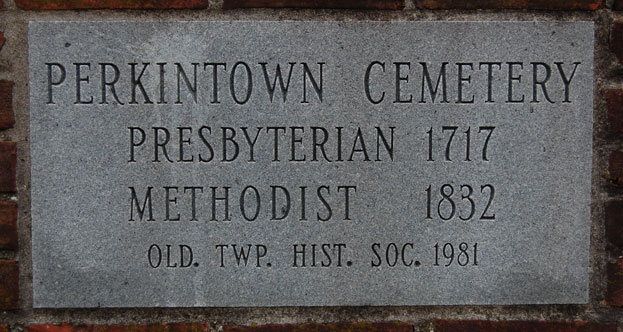 PERKINTOWN CEMETERY
PRESBYTERIAN 1717
METHODIST 1832
OLD. TWP. HIST. SOC. 1981